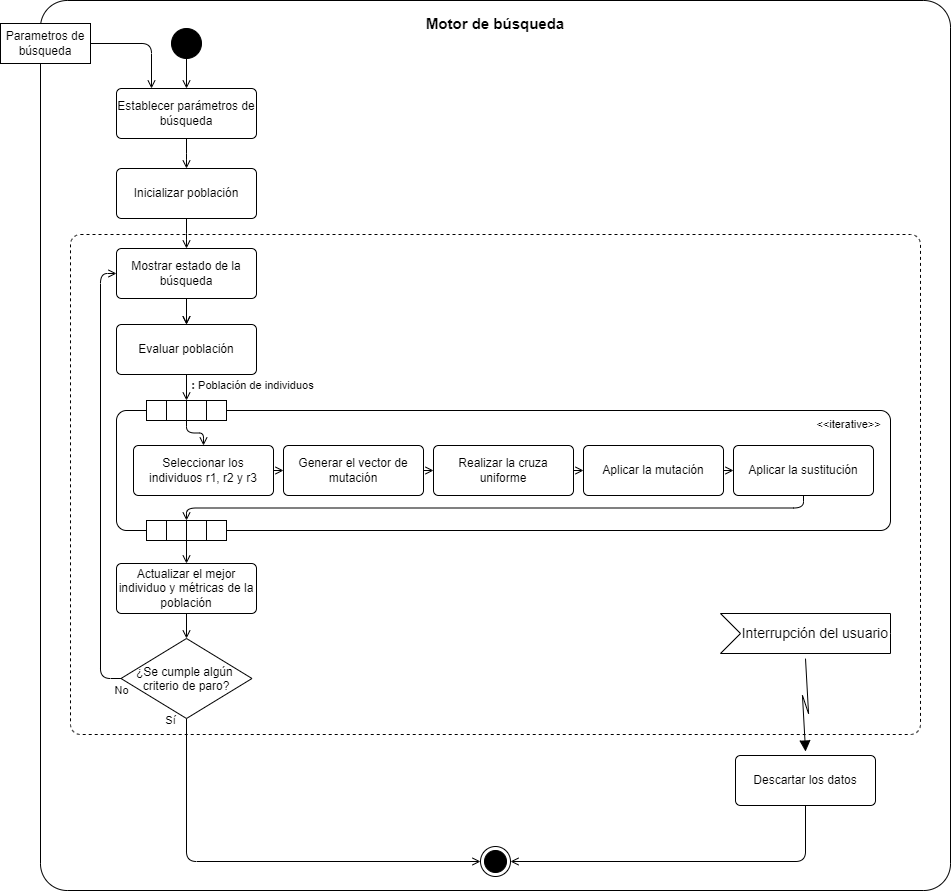 Motor de búsqueda
Parametros de
búsqueda
Establecer parámetros de
búsqueda
Inicializar población
Mostrar estado de la
búsqueda
Evaluar población
: Población de individuos
<<iterative>>
Seleccionar los
individuos r1, r2 y r3
Generar el vector de
mutación
Realizar la cruza
uniforme
Aplicar la mutación
Aplicar la sustitución
Actualizar el mejor
individuo y métricas de la
población
Interrupción del usuario
¿Se cumple algún
criterio de paro?
No
Sí
Descartar los datos